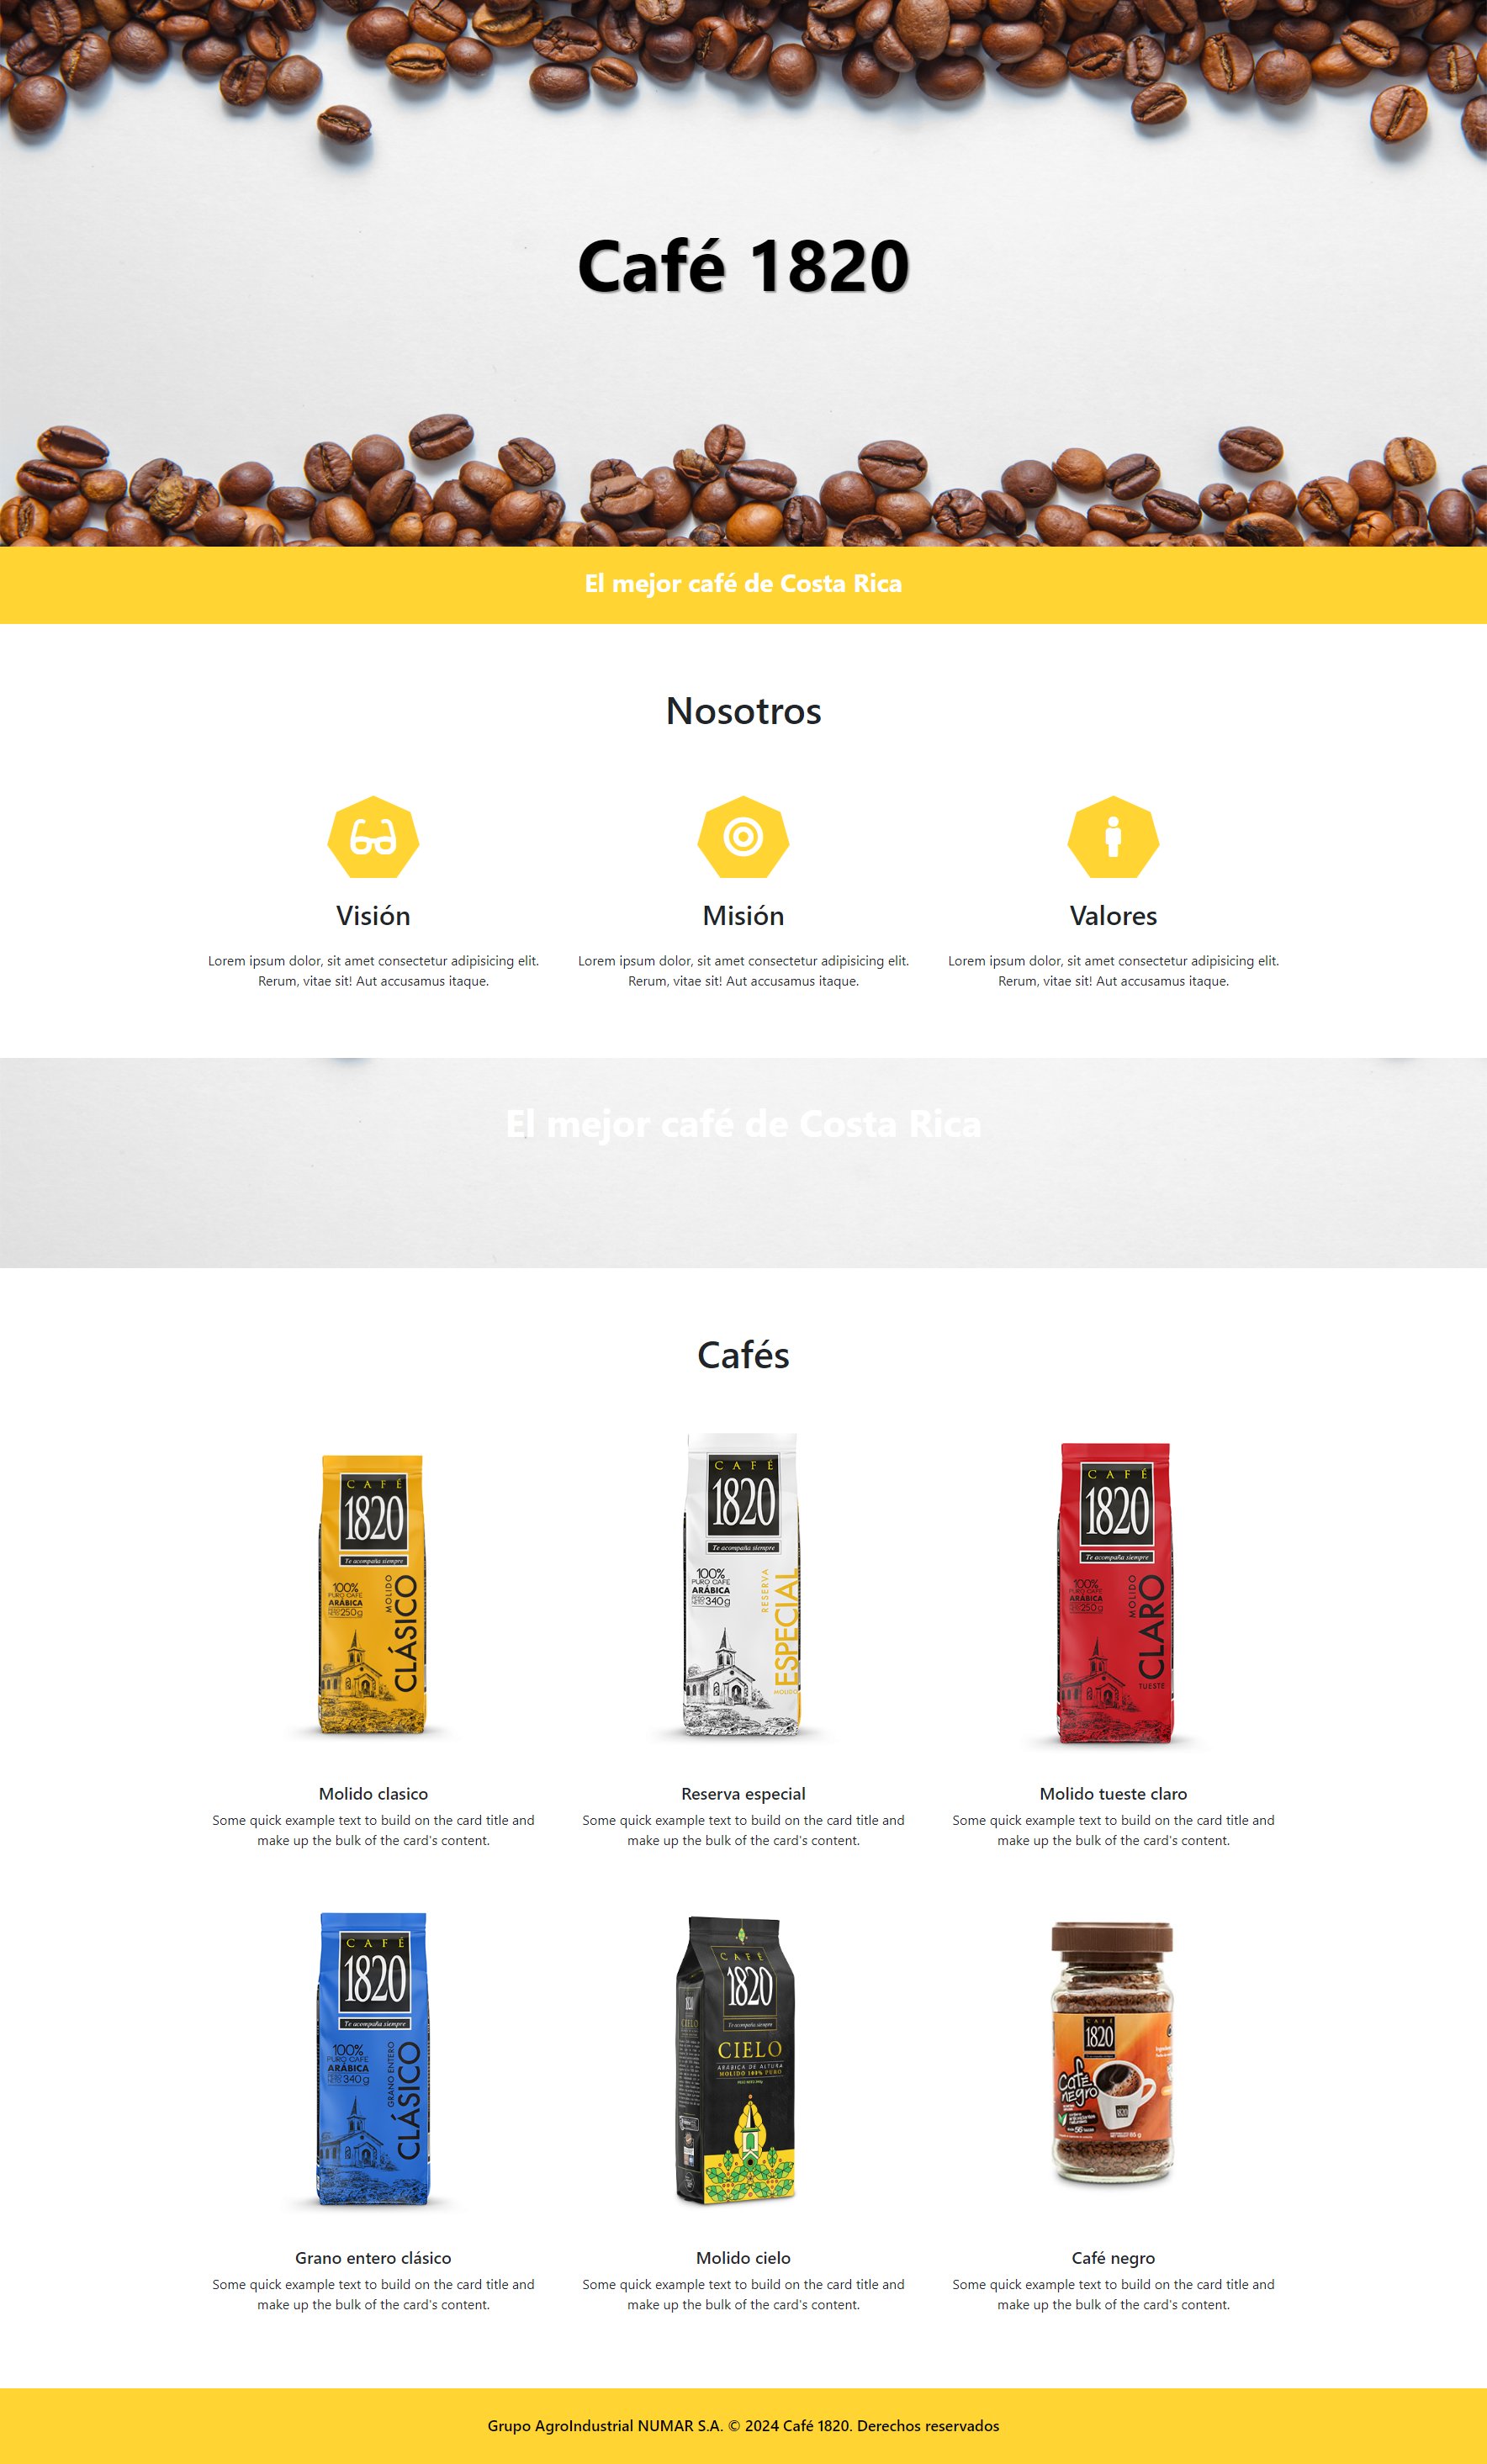 Café 1820
El mejor café de Costa Rica
Nosotros
Visión
Misión
Valores
Lorem ipsum dolor, sit amet consectetur adipisicing elit.
Rerum, vitae sit! Aut accusamus itaque.
Lorem ipsum dolor, sit amet consectetur adipisicing elit.
Rerum, vitae sit! Aut accusamus itaque.
Lorem ipsum dolor, sit amet consectetur adipisicing elit.
Rerum, vitae sit! Aut accusamus itaque.
El mejor café de Costa Rica
Cafés
CAFÉ
1820
Te acompaña siempre
100%
PURO CAFÉ
ARÁBICA
250g
MOLIDO
CLÁSICO
CAFÉ
1820
Te acompaña siempre
100%
PURO CAFE
ARÁBICA
340g
RESERVA
ESPECIAL
MOLIDO
CAFÉ
1820
Te acompaña siempre
100%
PURO CAFE
ARÁBICA
250g
MOLIDO
CLARO
TUESTE
Molido clasico
Some quick example text to build on the card title and
make up the bulk of the card's content.
Reserva especial
Some quick example text to build on the card title and
make up the bulk of the card's content.
Molido tueste claro
Some quick example text to build on the card title and
make up the bulk of the card's content.
CAFÉ
1820
Te acompaña siempre
100%
PURO CAFE
ARÁBICA
340g
GRANO ENTERO
CLÁSICO
CAFÉ
1820
Te acompaña siempre
CIELO
ARÁBICA DE ALTURA
MOLIDO 100% PURO
1820
CIELO
CAFÉ
1820
Café
negro
85 g
Grano entero clásico
Some quick example text to build on the card title and
make up the bulk of the card's content.
Molido cielo
Some quick example text to build on the card title and
make up the bulk of the card's content.
Café negro
Some quick example text to build on the card title and
make up the bulk of the card's content.
Grupo AgroIndustrial NUMAR S.A. © 2024 Café 1820. Derechos reservados